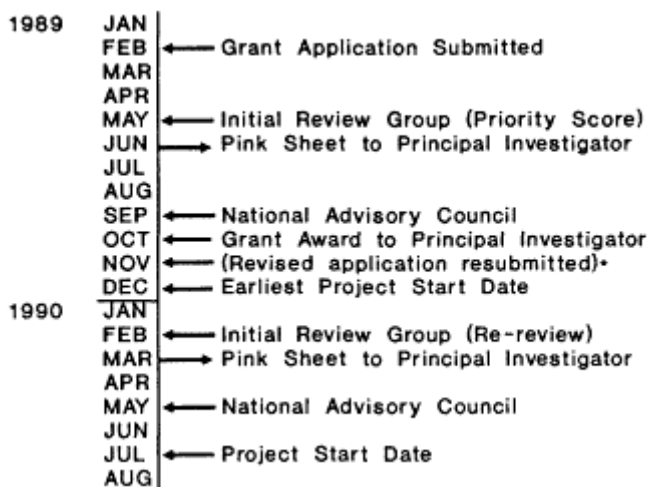 1989 JAN
FEB Grant Application Submitted
MAR
APR
MAY Initial Review Group (Priority Score)
JUN Pink Sheet to Principal Investigator
JUL
AUG
SEP National Advisory Council
OCT Grant Award to Principal Investigator
NOV (Revised application resubmitted)*
DEC Earliest Project Start Date
1990 JAN
FEB Initial Review Group (Re-review)
MAR Pink Sheet to Principal Investigator
APR
MAY National Advisory Council
JUN
JUL Project Start Date
AUG